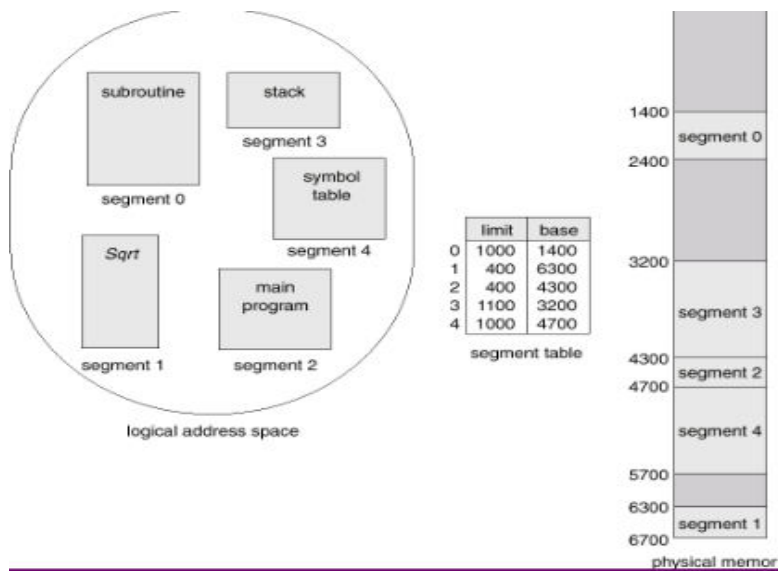 subroutine
segment 0
stack
segment 3
symbol
table
segment 4
Sqrt
segment 1
main
program
segment 2
logical address space
limit base
0 1000 1400
1 400 6300
2 400 4300
3 1100 3200
4 1000 4700
segment table
1400
segment 0
2400
3200
segment 3
4300
segment 2
4700
segment 4
5700
6300
segment 1
6700
physical memor